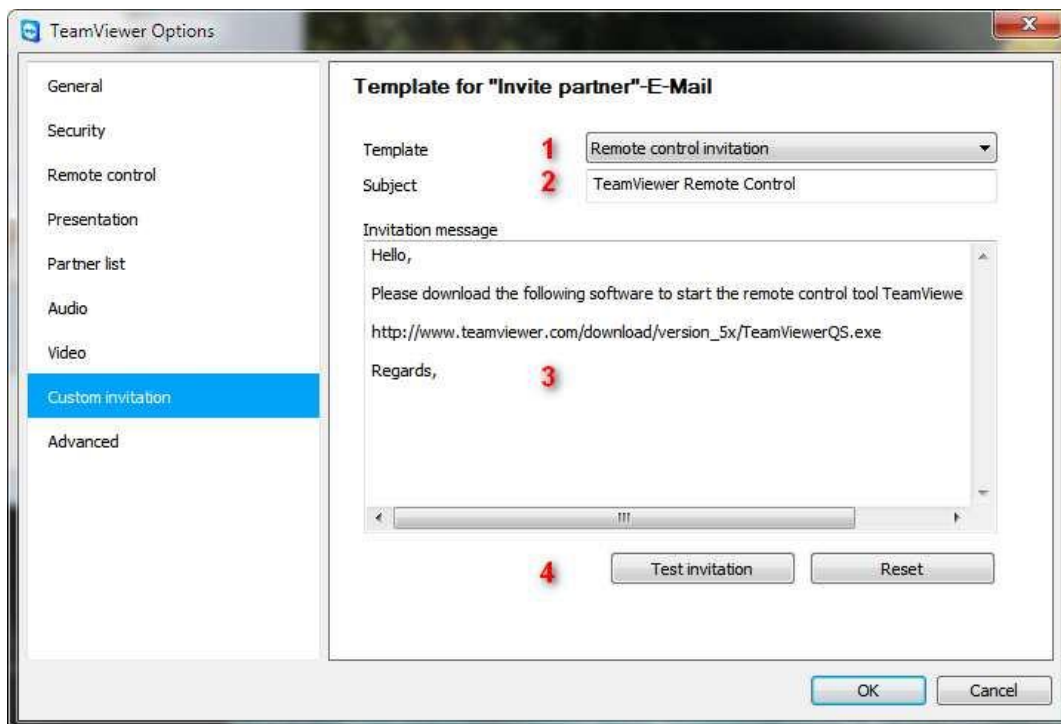 TeamViewer Options
General
Security
Remote control
Presentation
Partner list
Audio
Video
Custom invitation
Advanced
Template for "Invite partner"-E-Mail
Template 1 Remote control invitation
Subject 2 TeamViewer Remote Control
Invitation message
Hello,
Please download the following software to start the remote control tool TeamViewe
http://www.teamviewer.com/download/version_5x/TeamViewerQS.exe
Regards, 3
4 Test invitation Reset
OK Cancel